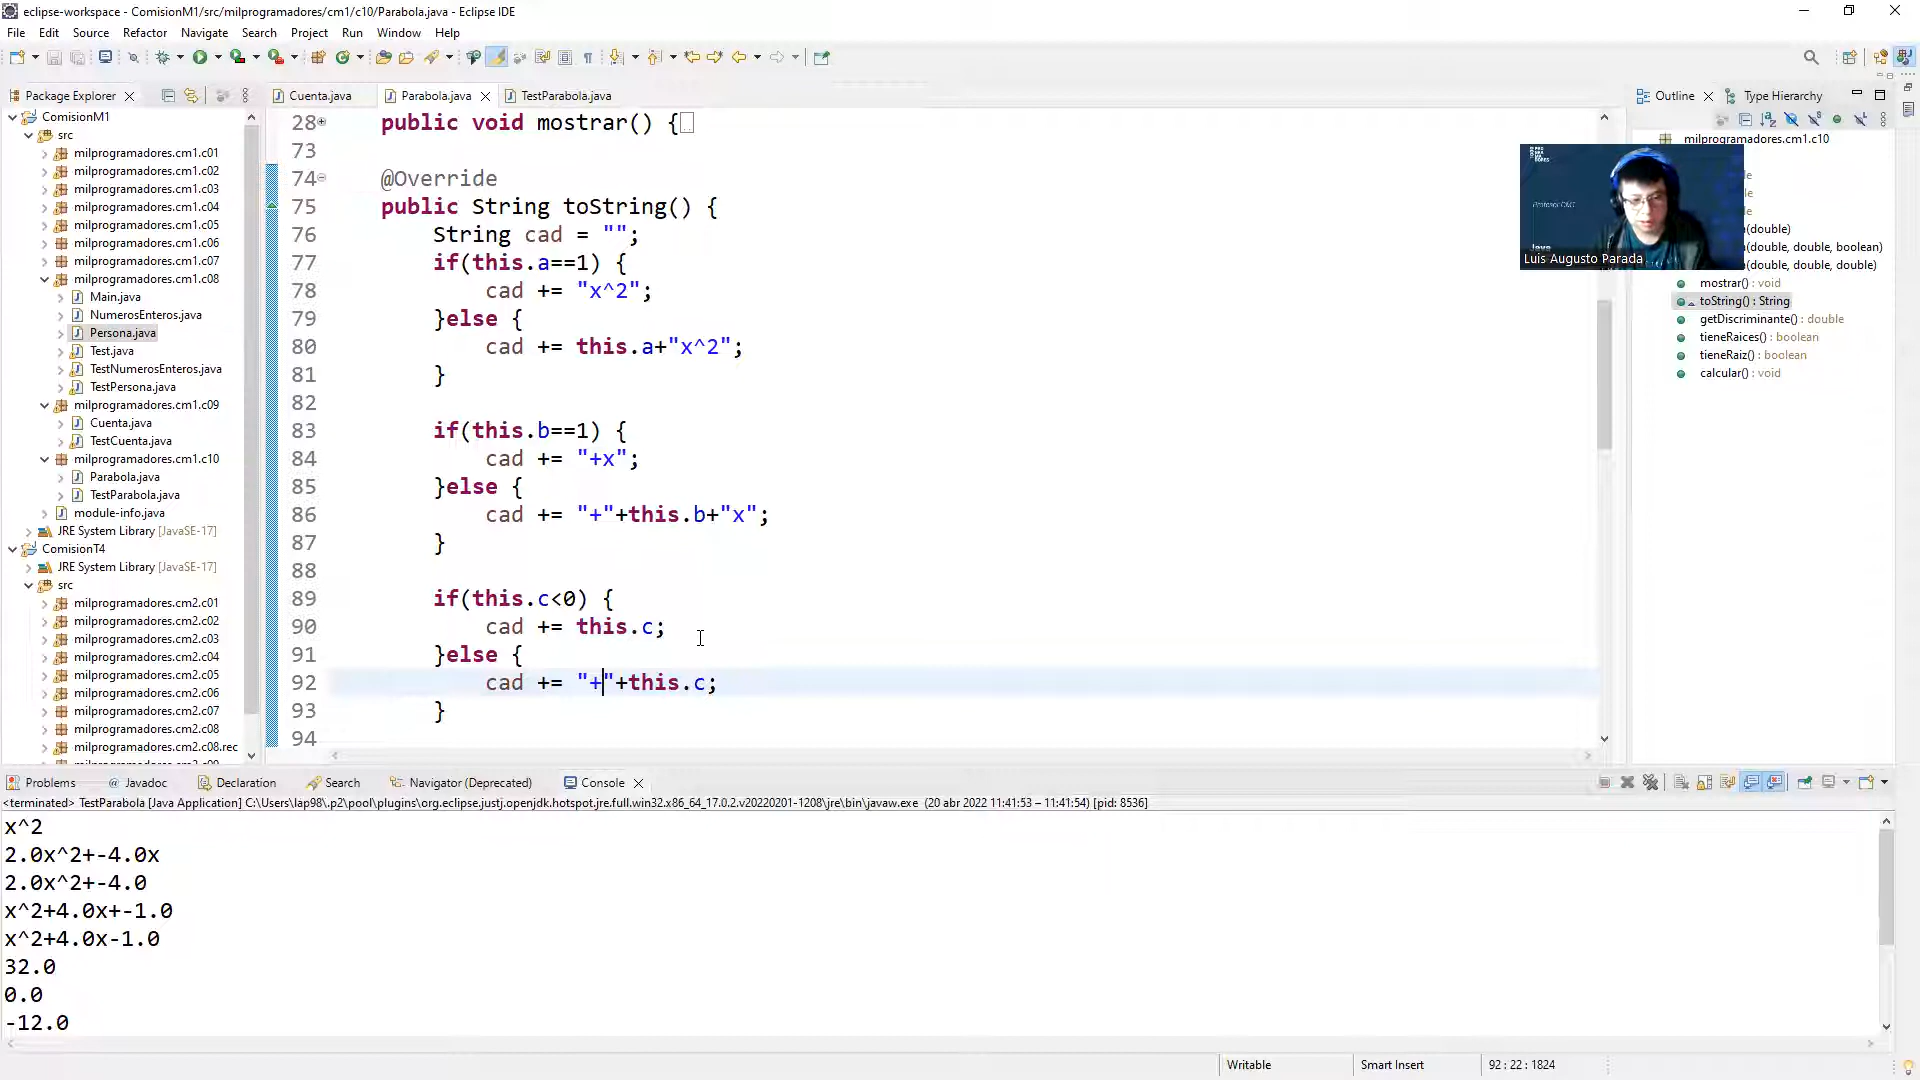 eclipse-workspace - ComisionM1/src/milprogramadores/cm1/c10/Parabola.java - Eclipse IDE
File Edit Source Refactor Navigate Search Project Run Window Help
Package Explorer
ComisionM1
src
milprogramadores.cm1.c01
milprogramadores.cm1.c02
milprogramadores.cm1.c03
milprogramadores.cm1.c04
milprogramadores.cm1.c05
milprogramadores.cm1.c06
milprogramadores.cm1.c07
milprogramadores.cm1.c08
Main.java
NumerosEnteros.java
Persona.java
Test.java
TestNumerosEnteros.java
TestPersona.java
milprogramadores.cm1.c09
Cuenta.java
TestCuenta.java
milprogramadores.cm1.c10
Parabola.java
TestParabola.java
module-info.java
JRE System Library [JavaSE-17]
ComisionT4
JRE System Library [JavaSE-17]
src
milprogramadores.cm2.c01
milprogramadores.cm2.c02
milprogramadores.cm2.c03
milprogramadores.cm2.c04
milprogramadores.cm2.c05
milprogramadores.cm2.c06
milprogramadores.cm2.c07
milprogramadores.cm2.c08
milprogramadores.cm2.c08.rec
Cuenta.java Parabola.java TestParabola.java
28 public void mostrar() {
73
74 @Override
75 public String toString() {
76 String cad = "";
77 if(this.a==1) {
78 cad += "x^2";
79 }else {
80 cad += this.a+"x^2";
81 }
82
83 if(this.b==1) {
84 cad += "+x";
85 }else {
86 cad += "+"+this.b+"x";
87 }
88
89 if(this.c<0) {
90 cad += this.c;
91 }else {
92 cad += "+"+this.c;
93 }
94
Outline Type Hierarchy
milprogramadores.cm1.c10
(double)
(double, double, boolean)
(double, double, double)
mostrar() : void
toString() : String
getDiscriminante() : double
tieneRaices() : boolean
tieneRaiz() : boolean
calcular() : void
Luis Augusto Parada
Problems Javadoc Declaration Search Navigator (Deprecated) Console
<terminated> TestParabola [Java Application] C:\Users\lap98\.p2\pool\plugins\org.eclipse.justj.openjdk.hotspot.jre.full.win32.x86_64_17.0.2.v20220201-1208\jre\bin\javaw.exe (20 abr 2022 11:41:53 – 11:41:54) [pid: 8536]
x^2
2.0x^2+-4.0x
2.0x^2+-4.0
x^2+4.0x+-1.0
x^2+4.0x-1.0
32.0
0.0
-12.0
Writable Smart Insert 92 : 22 : 1824